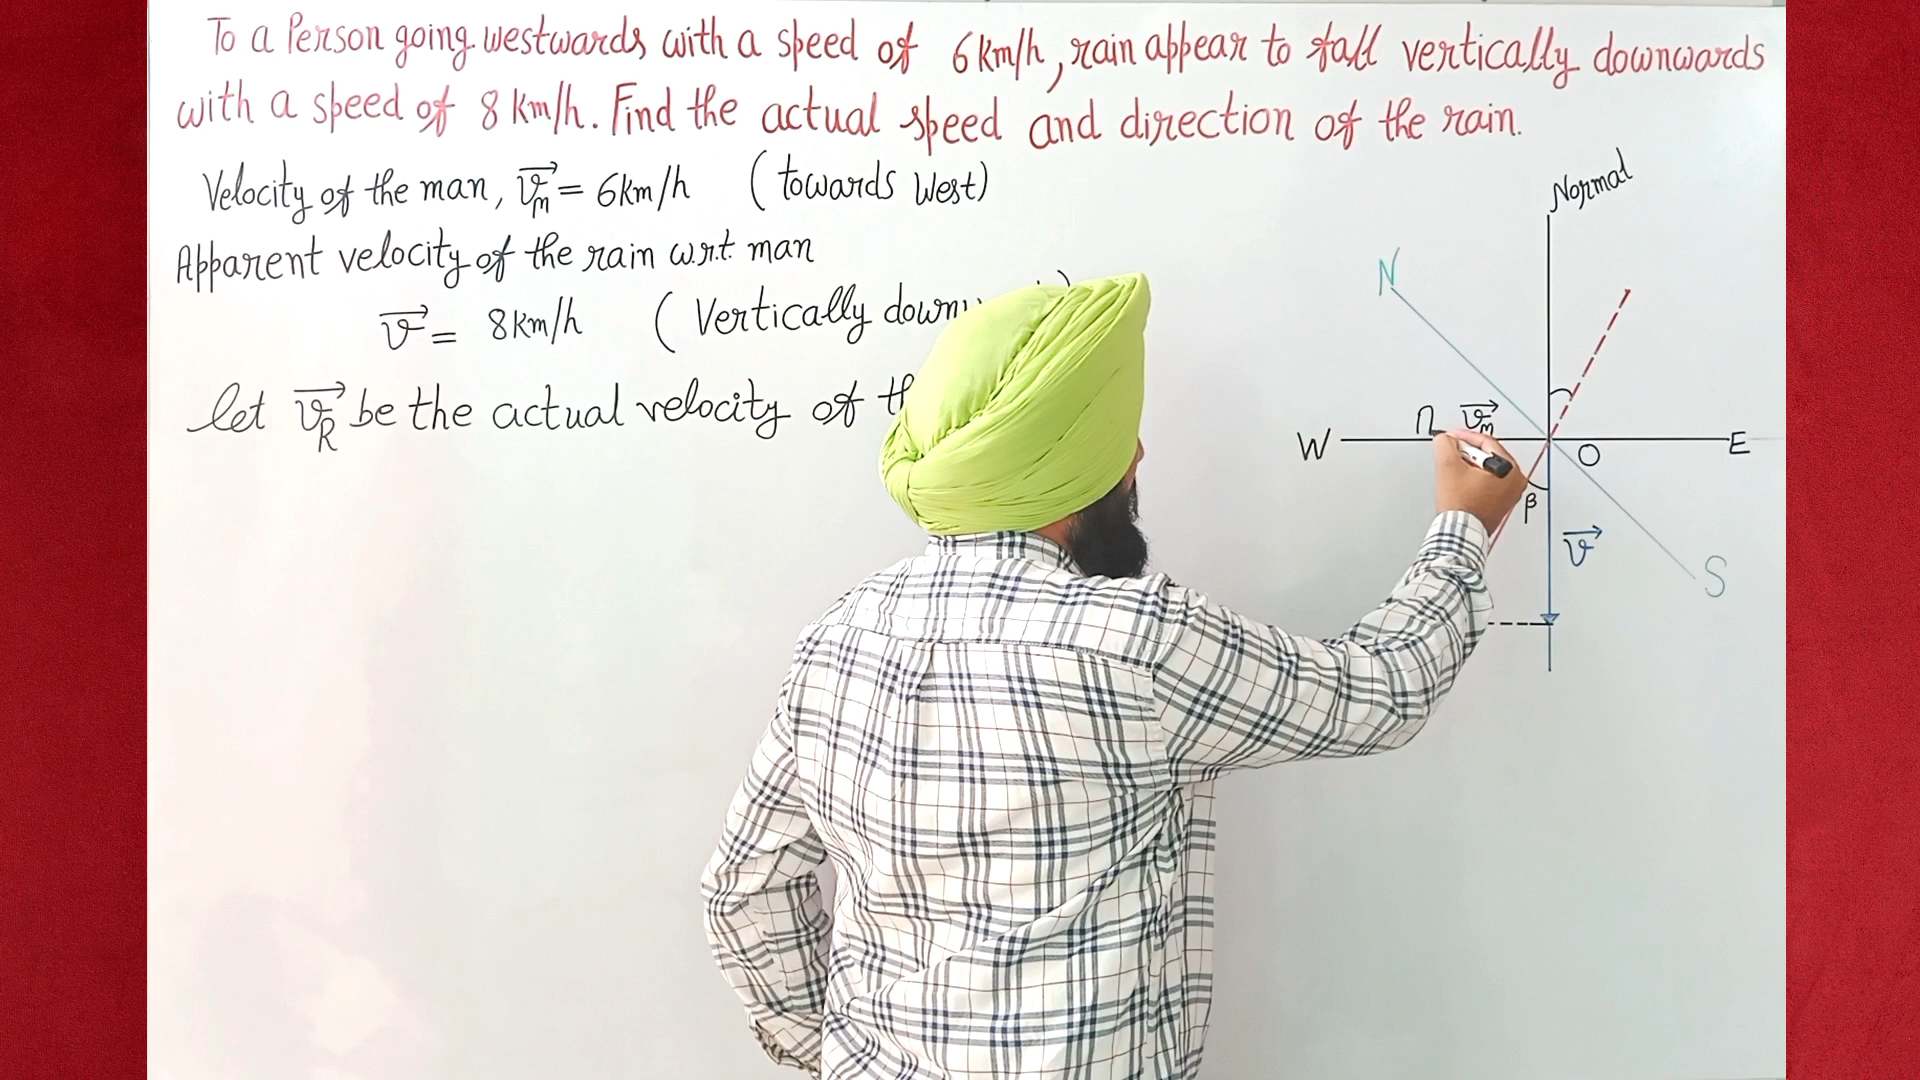 To a Person going westwards with a speed of 6 km/h, rain appear to fall vertically downwards
with a speed of 8 km/h. Find the actual speed and direction of the rain.
Velocity of the man, v⃗m = 6km/h (towards West)
Apparent velocity of the rain w.r.t. man
v⃗ = 8km/h (Vertically
let v⃗R be the actual velocity of
Normal
N
v⃗m
W
E
O
β
v⃗
S